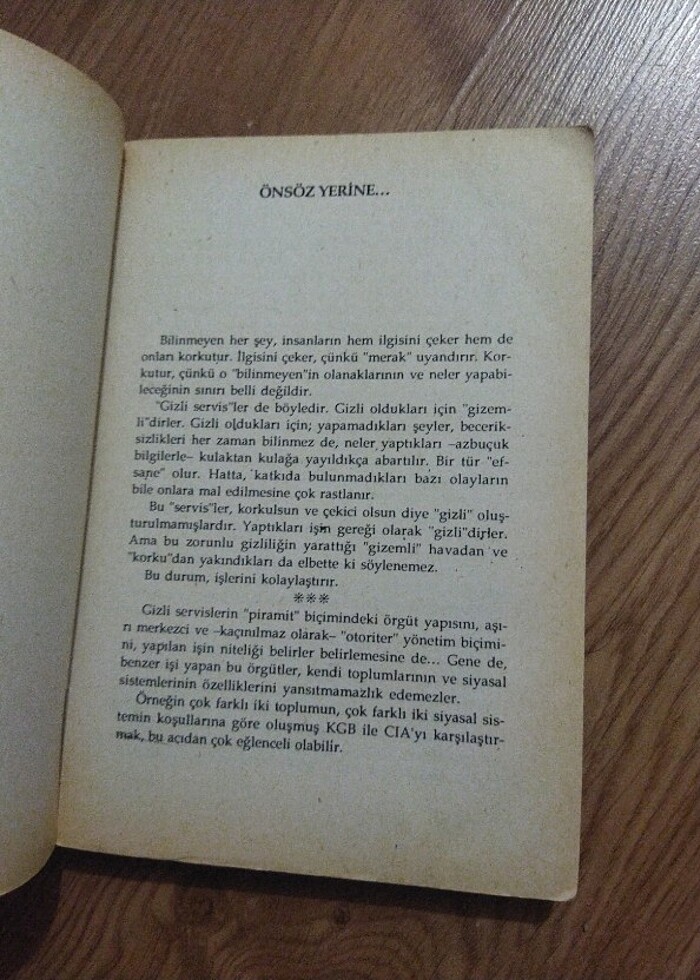 ÖNSÖZ YERİNE...
Bilinmeyen her şey, insanların hem ilgisini çeker hem de
onları korkutur. İlgisini çeker, çünkü "merak" uyandırır. Kor-
kutur, çünkü o "bilinmeyen"in olanaklarının ve neler yapabi-
leceğinin sınırı belli değildir.
"Gizli servis"ler de böyledir. Gizli oldukları için "gizem-
li"dirler. Gizli oldukları için; yapamadıkları şeyler, becerik-
sizlikleri her zaman bilinmez de, neler yaptıkları –azbuçuk
bilgilerle– kulaktan kulağa yayıldıkça abartılır. Bir tür "ef-
sane" olur. Hatta, katkıda bulunmadıkları bazı olayların
bile onlara mal edilmesine çok rastlanır.
Bu "servis"ler, korkulsun ve çekici olsun diye "gizli" oluş-
turulmamışlardır. Yaptıkları işin gereği olarak "gizli"dirler.
Ama bu zorunlu gizliliğin yarattığı "gizemli" havadan ve
"korku"dan yakındıkları da elbette ki söylenemez.
Bu durum, işlerini kolaylaştırır.
***
Gizli servislerin "piramit" biçimindeki örgüt yapısını, aşı-
rı merkezci ve –kaçınılmaz olarak– "otoriter" yönetim biçimi-
ni, yapılan işin niteliği belirler belirlemesine de... Gene de,
benzer işi yapan bu örgütler, kendi toplumlarının ve siyasal
sistemlerinin özelliklerini yansıtmamazlık edemezler.
Örneğin çok farklı iki toplumun, çok farklı iki siyasal sis-
temin koşullarına göre oluşmuş KGB ile CIA'yı karşılaştır-
mak, bu açıdan çok eğlenceli olabilir.